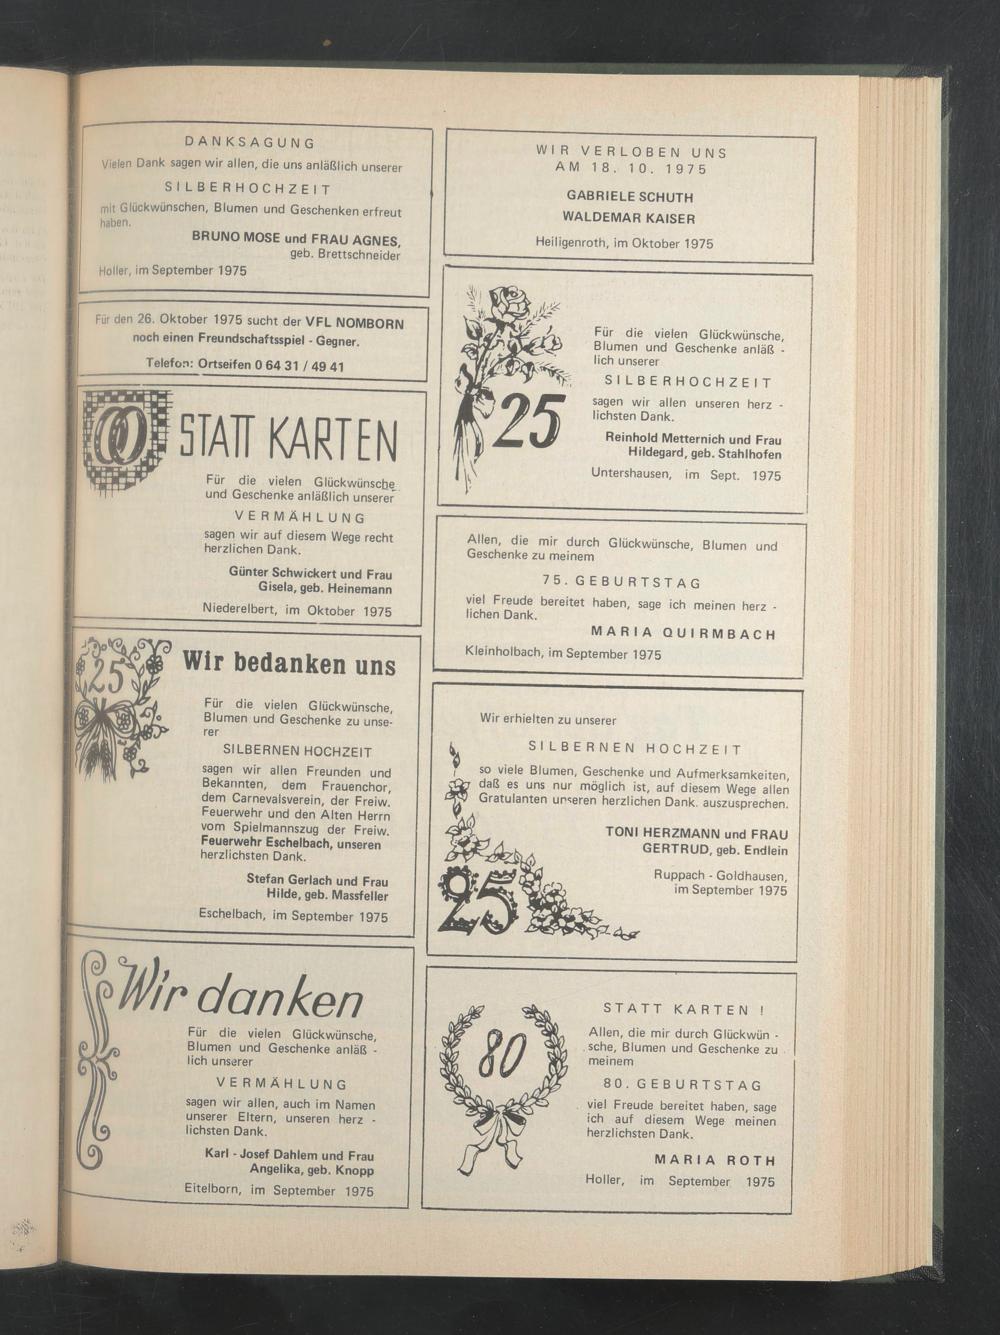 DANKSAGUNG
Vielen Dank sagen wir allen, die uns anläßlich unserer
SILBERHOCHZEIT
mit Glückwünschen, Blumen und Geschenken erfreut
haben.
BRUNO MOSE und FRAU AGNES,
geb. Brettschneider
Holler, im September 1975
Für den 26. Oktober 1975 sucht der VFL NOMBORN
noch einen Freundschaftsspiel - Gegner.
Telefon: Ortseifen 0 64 31 / 49 41
STATT KARTEN
Für die vielen Glückwünsche
und Geschenke anläßlich unserer
VERMÄHLUNG
sagen wir auf diesem Wege recht
herzlichen Dank.
Günter Schwickert und Frau
Gisela, geb. Heinemann
Niederelbert, im Oktober 1975
25
Wir bedanken uns
Für die vielen Glückwünsche,
Blumen und Geschenke zu unse-
rer
SILBERNEN HOCHZEIT
sagen wir allen Freunden und
Bekannten, dem Frauenchor,
dem Carnevalsverein, der Freiw.
Feuerwehr und den Alten Herrn
vom Spielmannszug der Freiw.
Feuerwehr Eschelbach, unseren
herzlichsten Dank.
Stefan Gerlach und Frau
Hilde, geb. Massfeller
Eschelbach, im September 1975
Wir danken
Für die vielen Glückwünsche,
Blumen und Geschenke anläß -
lich unserer
VERMÄHLUNG
sagen wir allen, auch im Namen
unserer Eltern, unseren herz -
lichsten Dank.
Karl - Josef Dahlem und Frau
Angelika, geb. Knopp
Eitelborn, im September 1975
WIR VERLOBEN UNS
AM 18. 10. 1975
GABRIELE SCHUTH
WALDEMAR KAISER
Heiligenroth, im Oktober 1975
25
Für die vielen Glückwünsche,
Blumen und Geschenke anläß -
lich unserer
SILBERHOCHZEIT
sagen wir allen unseren herz -
lichsten Dank.
Reinhold Metternich und Frau
Hildegard, geb. Stahlhofen
Untershausen, im Sept. 1975
Allen, die mir durch Glückwünsche, Blumen und
Geschenke zu meinem
75. GEBURTSTAG
viel Freude bereitet haben, sage ich meinen herz -
lichen Dank.
MARIA QUIRMBACH
Kleinholbach, im September 1975
Wir erhielten zu unserer
SILBERNEN HOCHZEIT
so viele Blumen, Geschenke und Aufmerksamkeiten,
daß es uns nur möglich ist, auf diesem Wege allen
Gratulanten unseren herzlichen Dank. auszusprechen.
TONI HERZMANN und FRAU
GERTRUD, geb. Endlein
Ruppach - Goldhausen,
im September 1975
25
80
STATT KARTEN !
Allen, die mir durch Glückwün -
sche, Blumen und Geschenke zu
meinem
80. GEBURTSTAG
viel Freude bereitet haben, sage
ich auf diesem Wege meinen
herzlichsten Dank.
MARIA ROTH
Holler, im September 1975